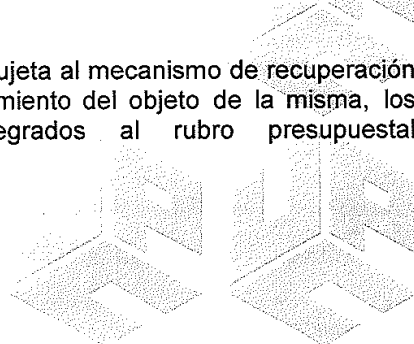 ujeta al mecanismo de recuperación
miento del objeto de la misma, los
egrados al rubro presupuestal